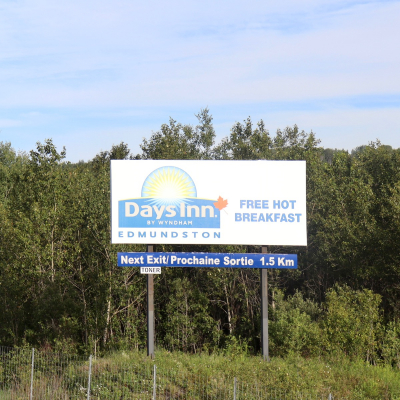 Days Inn.
BY WYNDHAM
EDMUNDSTON
FREE HOT
BREAKFAST
Next Exit/Prochaine Sortie 1.5 Km
TONER